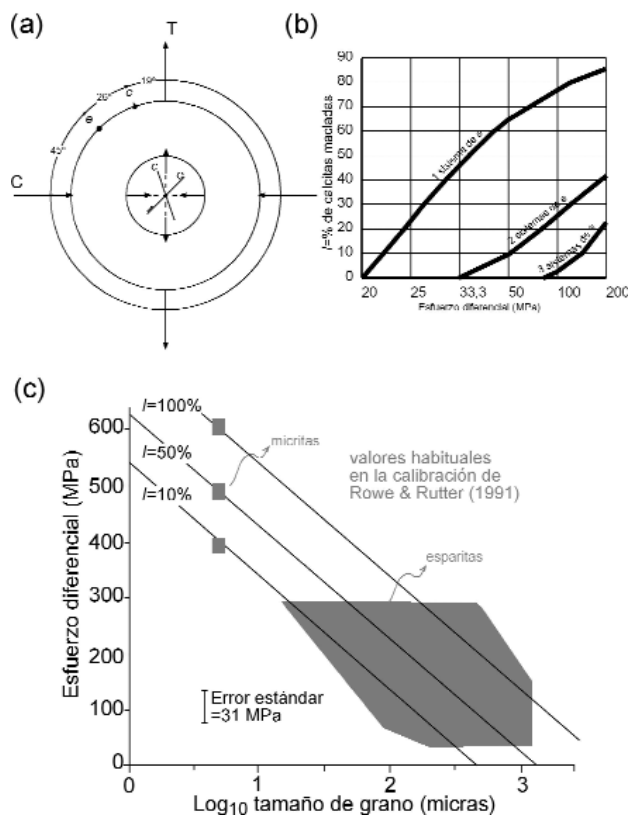 (a)
T
19°
26°
45°
c
e
C
c
e
(b)
90
80
70
60
50
40
30
20
10
0
I=% de calcitas macladas
1 sistema de e
2 sistemas de e
3 sistemas de e
20 25 33,3 50 100 200
Esfuerzo diferencial (MPa)
(c)
600
500
400
300
200
100
0
Esfuerzo diferencial (MPa)
I=100%
I=50%
I=10%
micritas
valores habituales
en la calibración de
Rowe & Rutter (1991)
esparitas
Error estándar
=31 MPa
0 1 2 3
Log10 tamaño de grano (micras)